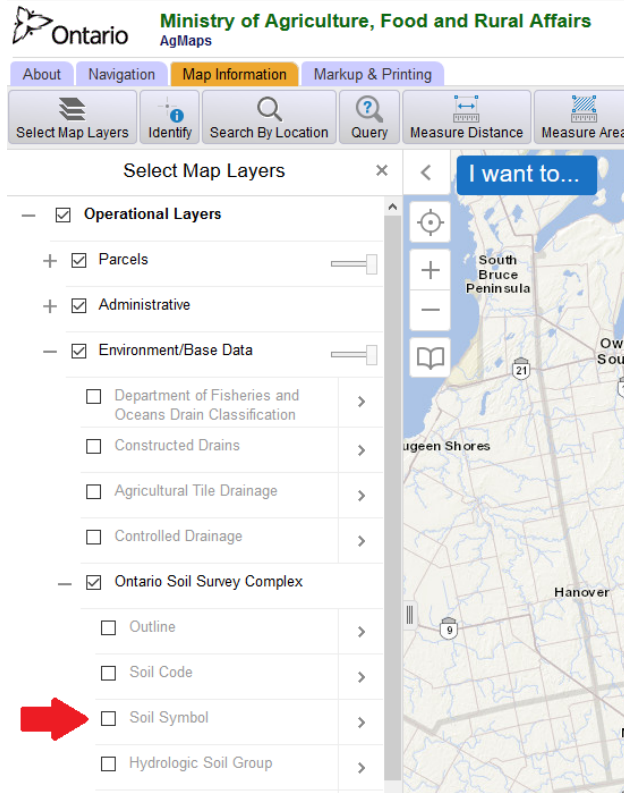 Ontario
Ministry of Agriculture, Food and Rural Affairs
AgMaps
About Navigation Map Information Markup & Printing
Select Map Layers Identify Search By Location Query Measure Distance Measure Area
Select Map Layers
I want to...
Operational Layers
Parcels
Administrative
Environment/Base Data
Department of Fisheries and
Oceans Drain Classification
Constructed Drains
Agricultural Tile Drainage
Controlled Drainage
Ontario Soil Survey Complex
Outline
Soil Code
Soil Symbol
Hydrologic Soil Group
South
Bruce
Peninsula
Ow
Sou
21
ugeen Shores
Hanover
9